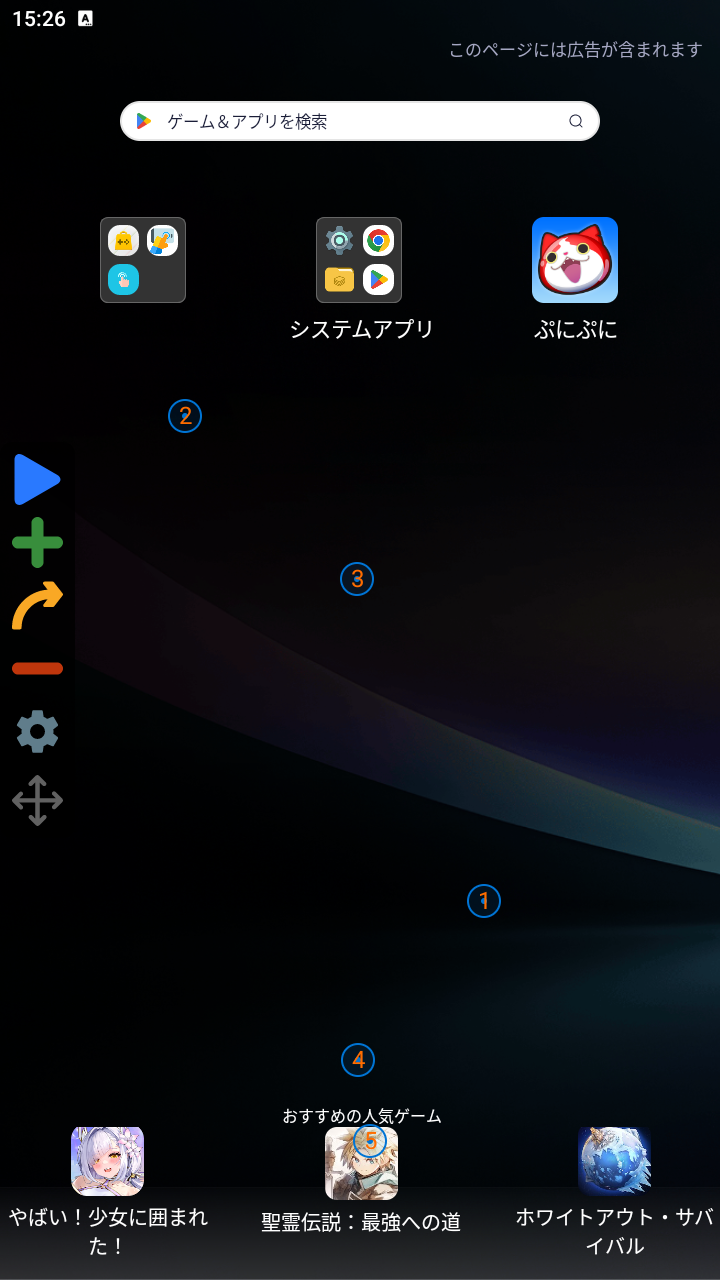 15:26
このページには広告が含まれます
ゲーム＆アプリを検索
システムアプリ
ぷにぷに
2
3
1
4
おすすめの人気ゲーム
5
やばい！少女に囲まれた！
聖霊伝説：最強への道
ホワイトアウト・サバイバル